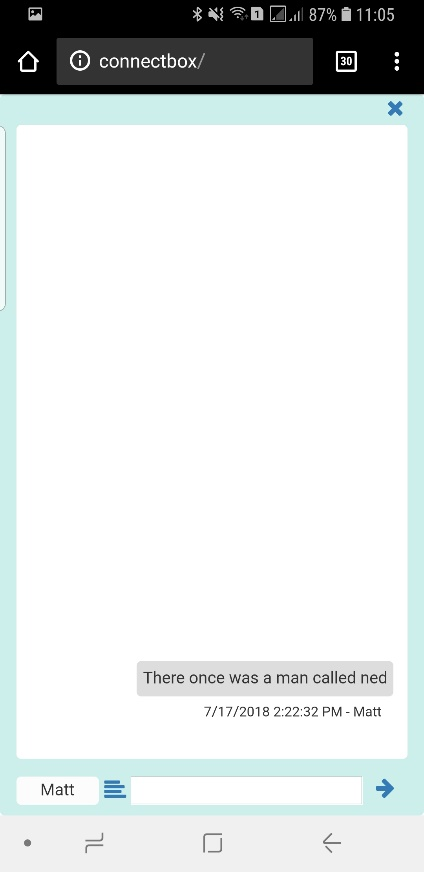 1 87% 11:05
connectbox/ 30
There once was a man called ned
7/17/2018 2:22:32 PM - Matt
Matt